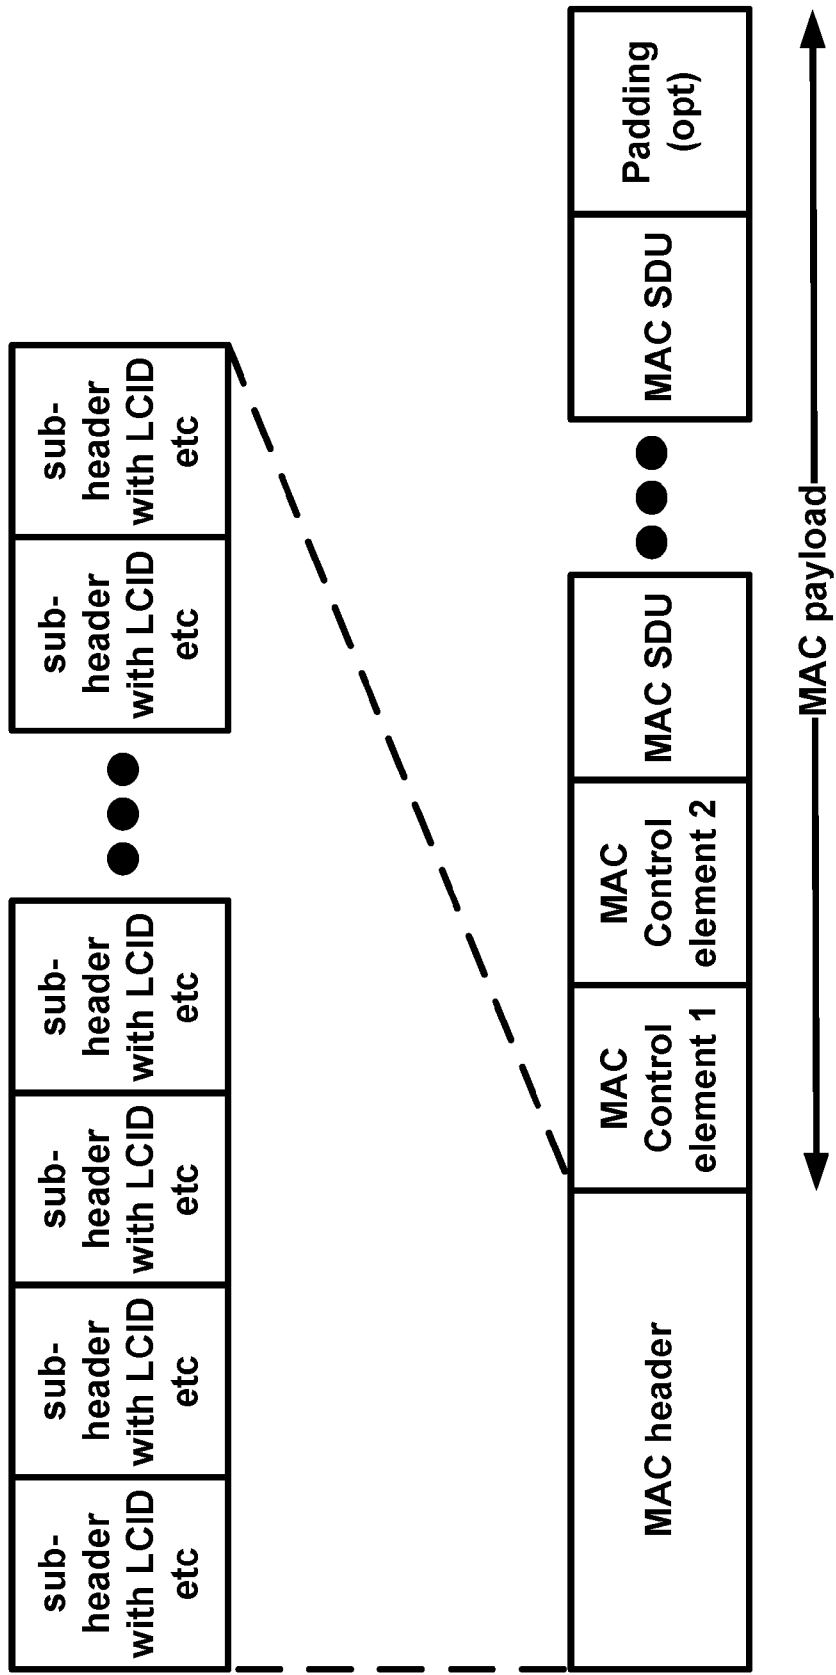 sub-
header
with LCID
etc
sub-
header
with LCID
etc
sub-
header
with LCID
etc
sub-
header
with LCID
etc
sub-
header
with LCID
etc
sub-
header
with LCID
etc
MAC header
MAC
Control
element 1
MAC
Control
element 2
MAC SDU
MAC SDU
Padding
(opt)
MAC payload